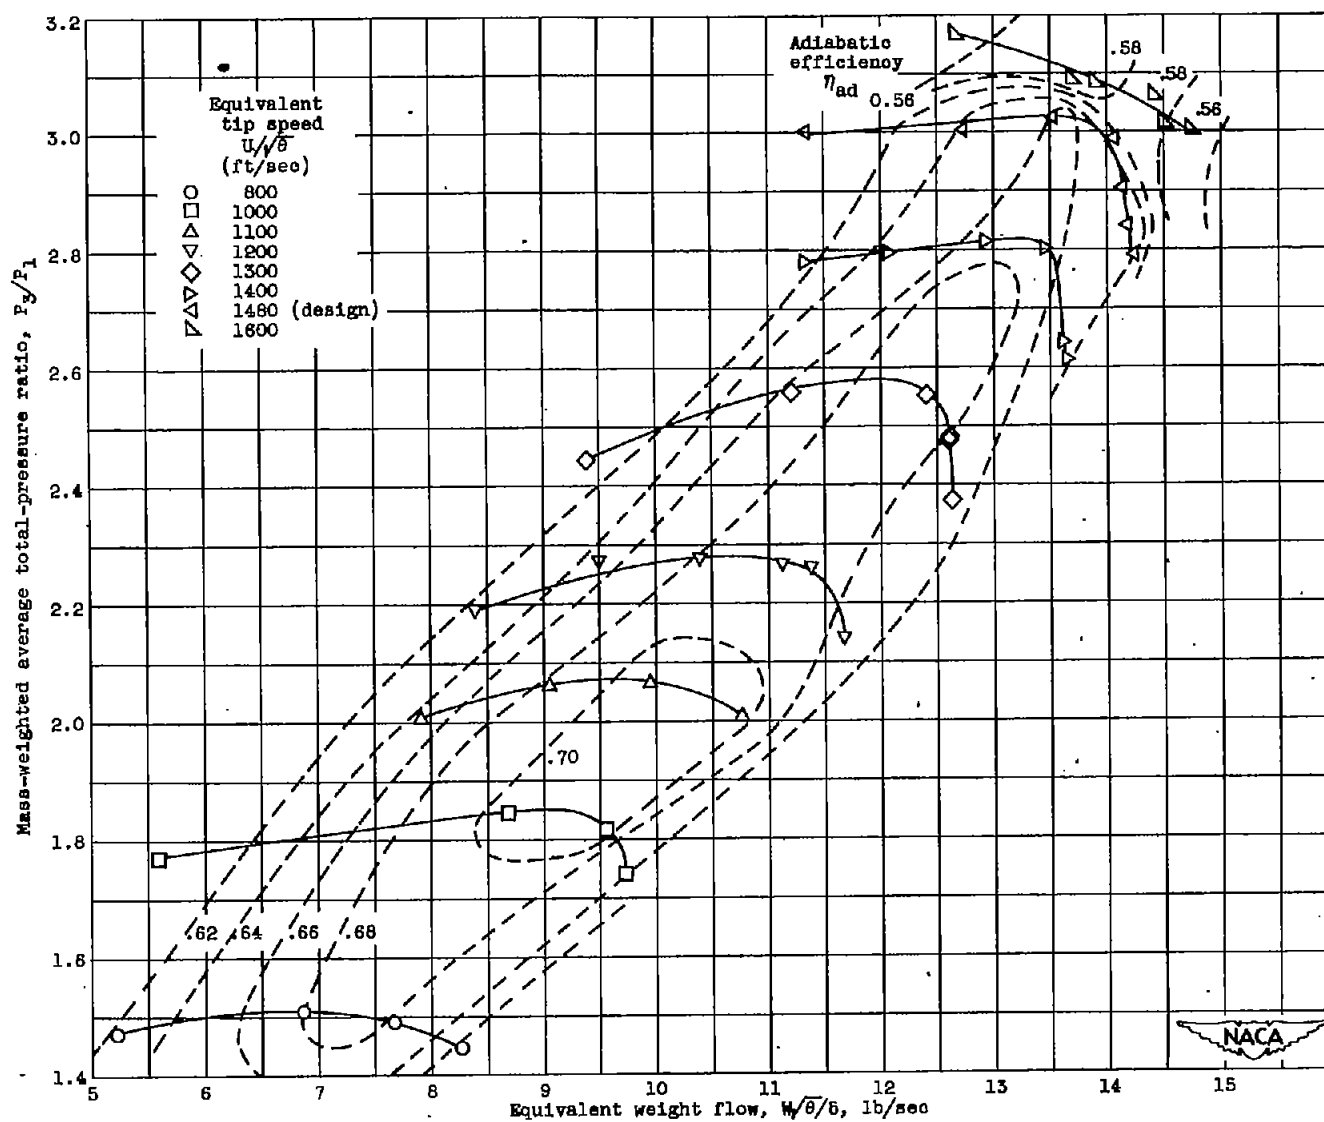 3.2
3.0
2.8
2.6
2.4
2.2
2.0
1.8
1.6
1.4
Mass-weighted average total-pressure ratio, P3/P1
Equivalent
tip speed
U/√θ
(ft/sec)
800
1000
1100
1200
1300
1400
1480 (design)
1600
Adiabatic
efficiency
ηad
0.56
.58
.58
.56
.70
.62
.64
.66
.68
NACA
5 6 7 8 9 10 11 12 13 14 15
Equivalent weight flow, W√θ/δ, lb/sec